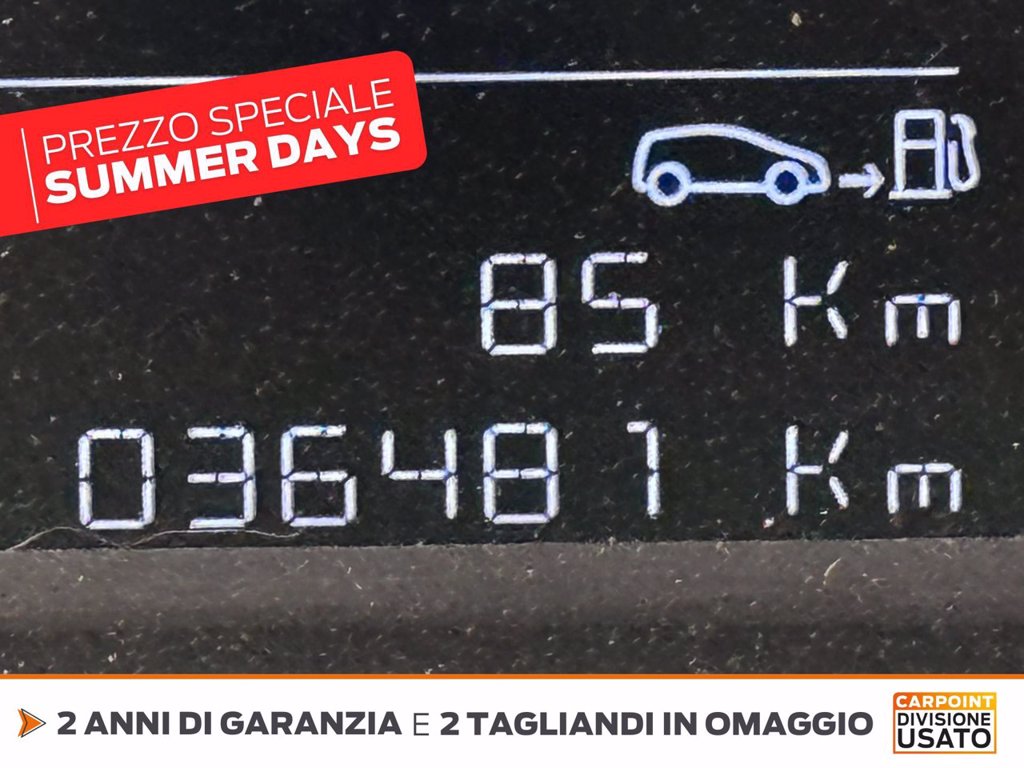 PREZZO SPECIALE
SUMMER DAYS
85 Km
036481 Km
2 ANNI DI GARANZIA E 2 TAGLIANDI IN OMAGGIO
CARPOINT
DIVISIONE
USATO